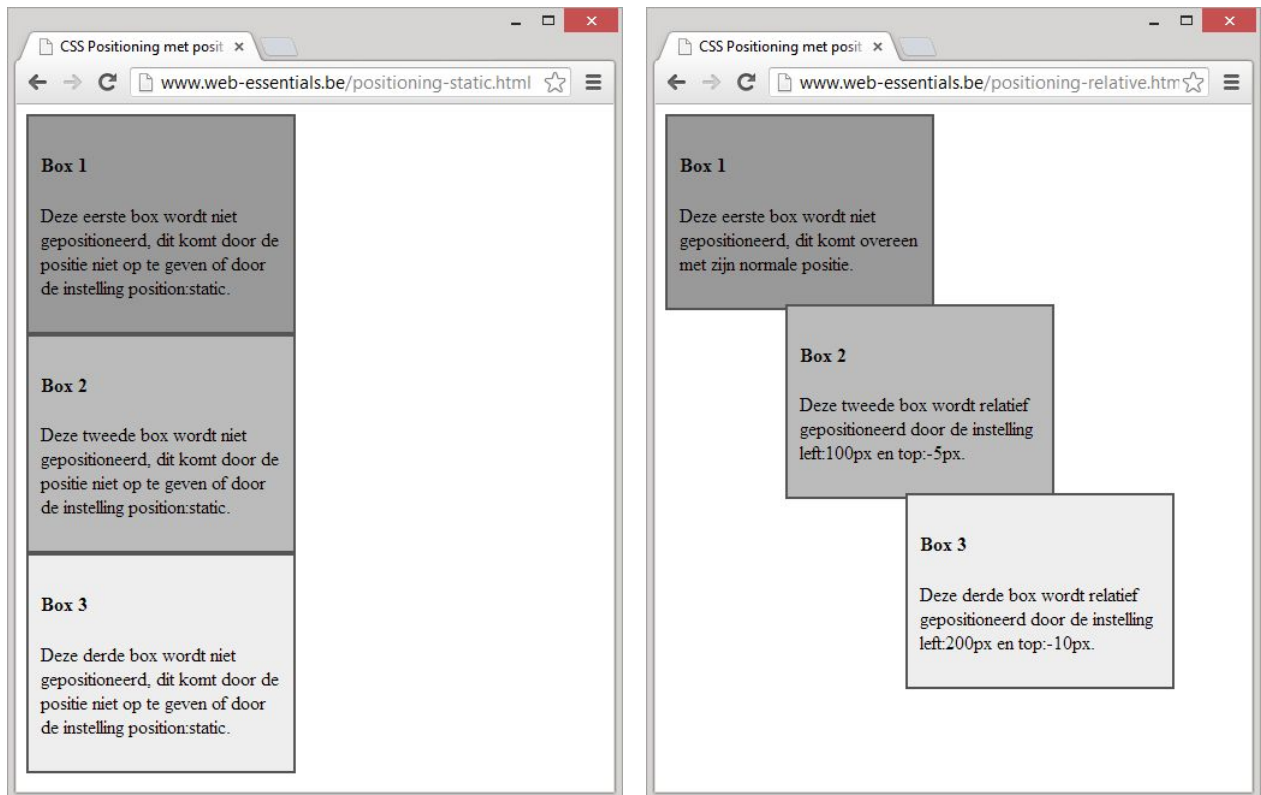 CSS Positioning met posit
www.web-essentials.be/positioning-static.html
Box 1
Deze eerste box wordt niet
gepositioneerd, dit komt door de
positie niet op te geven of door
de instelling position:static.
Box 2
Deze tweede box wordt niet
gepositioneerd, dit komt door de
positie niet op te geven of door
de instelling position:static.
Box 3
Deze derde box wordt niet
gepositioneerd, dit komt door de
positie niet op te geven of door
de instelling position:static.
CSS Positioning met posit
www.web-essentials.be/positioning-relative.htm
Box 1
Deze eerste box wordt niet
gepositioneerd, dit komt overeen
met zijn normale positie.
Box 2
Deze tweede box wordt relatief
gepositioneerd door de instelling
left:100px en top:-5px.
Box 3
Deze derde box wordt relatief
gepositioneerd door de instelling
left:200px en top:-10px.